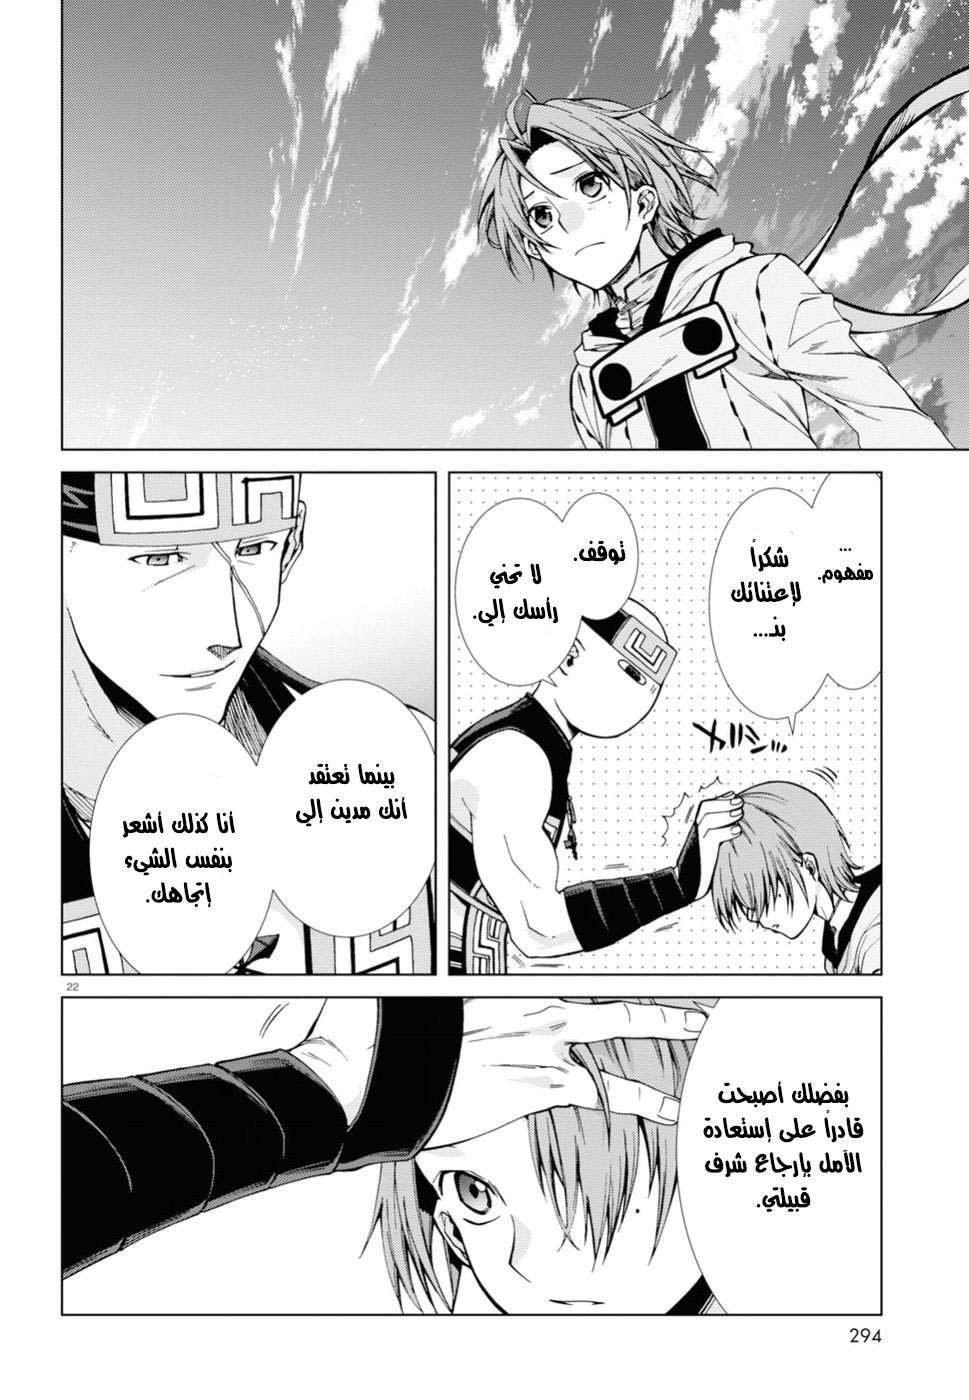 ...
مفهوم.
شكراً
لإعتنائك
بنـ...
توقف.
لا تحني
رأسك إلي.
بينما تعتقد
أنك مدين إلي
أنا كذلك أشعر
بنفس الشيء
إتجاهك.
22
بفضلك أصبحت
قادراً على إستعادة
الأمل بإرجاع شرف
قبيلتي.
294